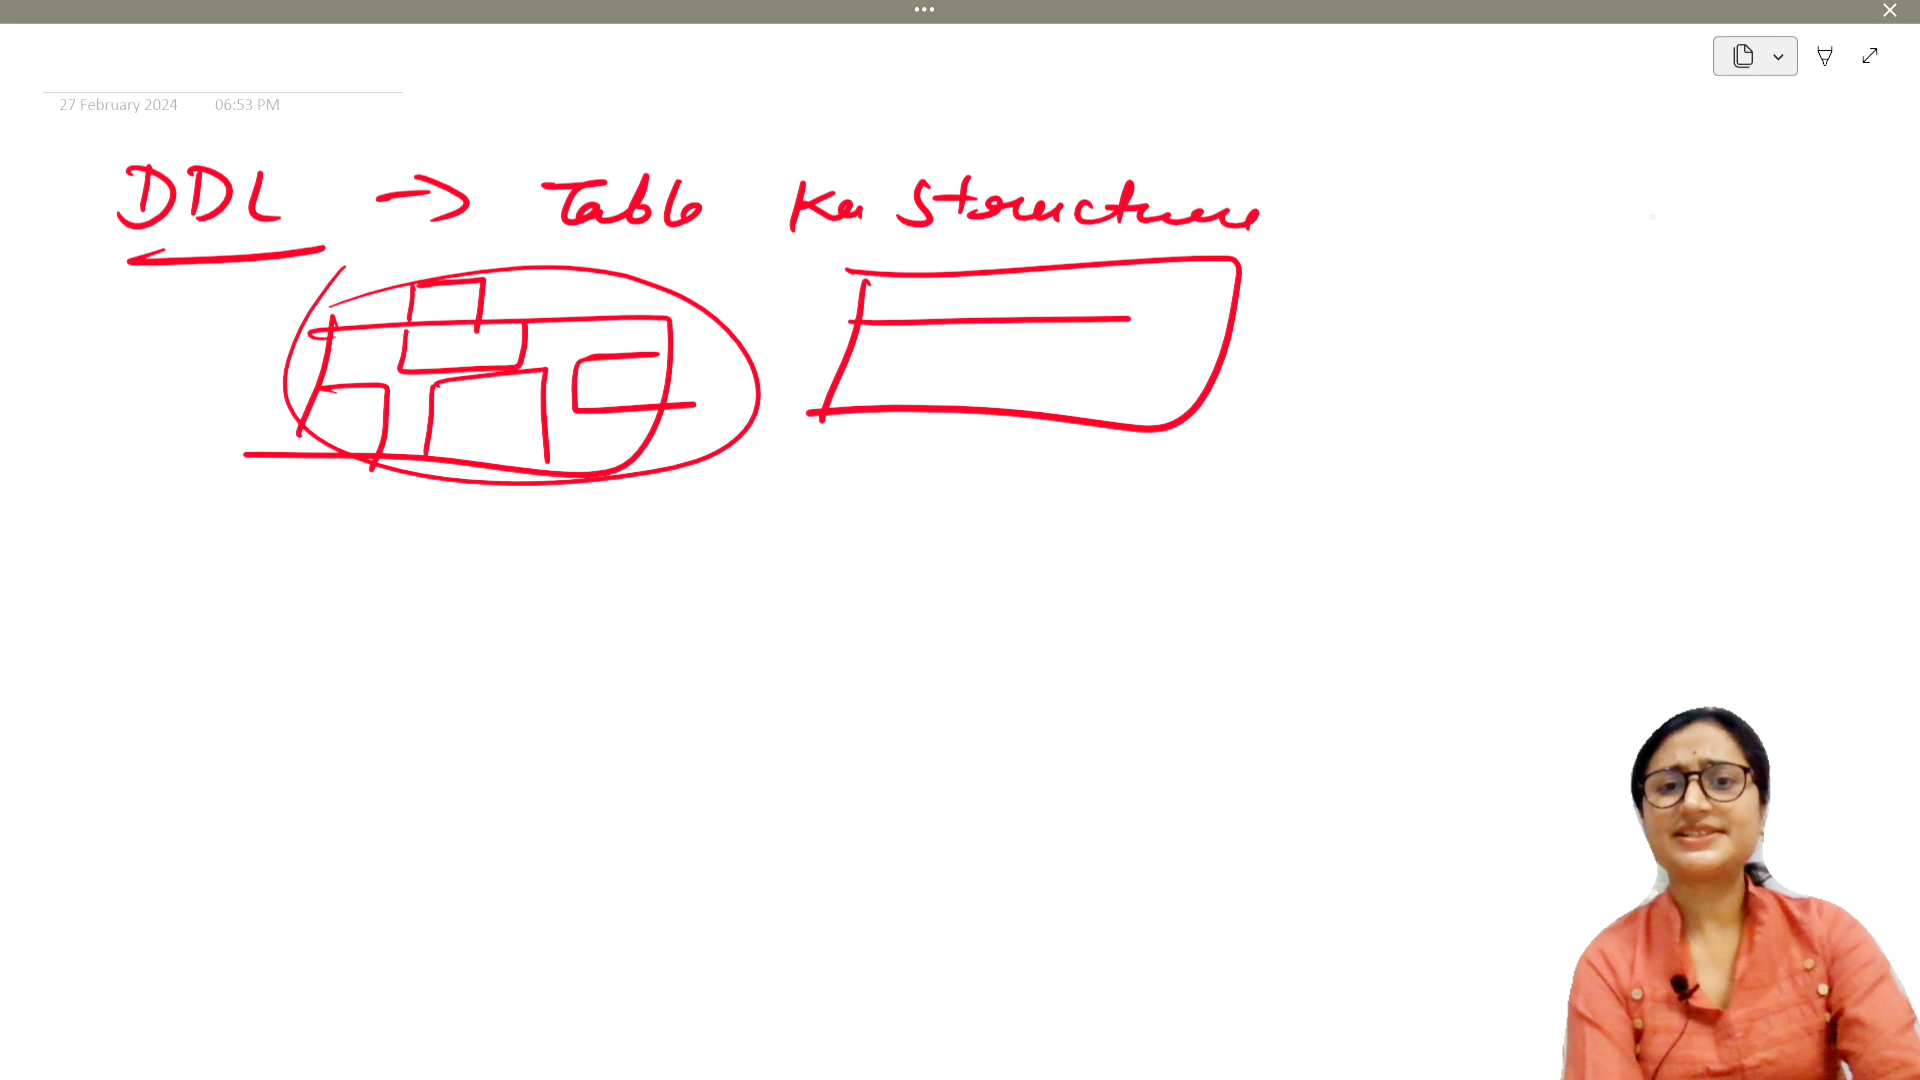 27 February 2024 06:53 PM
DDL → Table Ka Structure